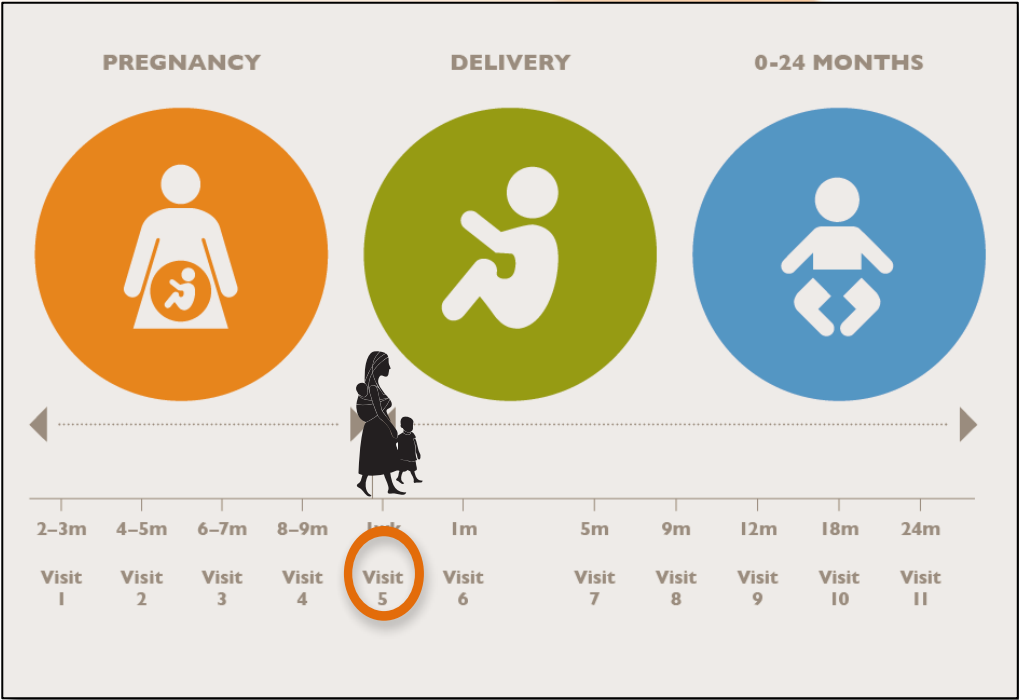 PREGNANCY DELIVERY 0-24 MONTHS
2–3m 4–5m 6–7m 8–9m 1m 5m 9m 12m 18m 24m
Visit Visit Visit Visit Visit Visit Visit Visit Visit Visit Visit
1 2 3 4 5 6 7 8 9 10 11